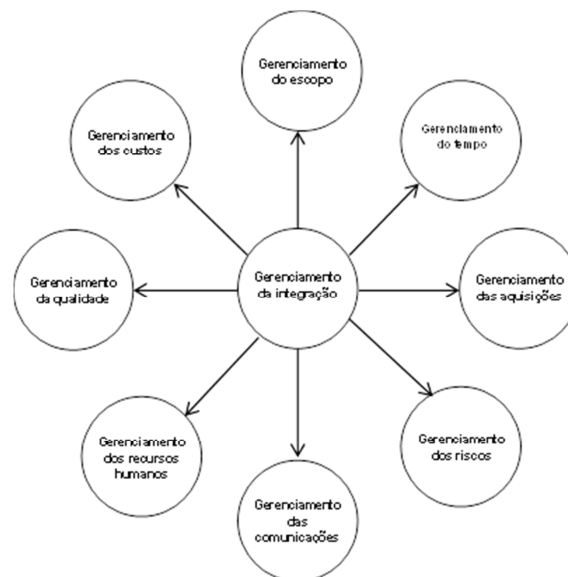 Gerenciamento
do escopo
Gerenciamento
dos custos
Gerenciamento
do tempo
Gerenciamento
da qualidade
Gerenciamento
da integração
Gerenciamento
das aquisições
Gerenciamento
dos recursos
humanos
Gerenciamento
dos riscos
Gerenciamento
das
comunicações